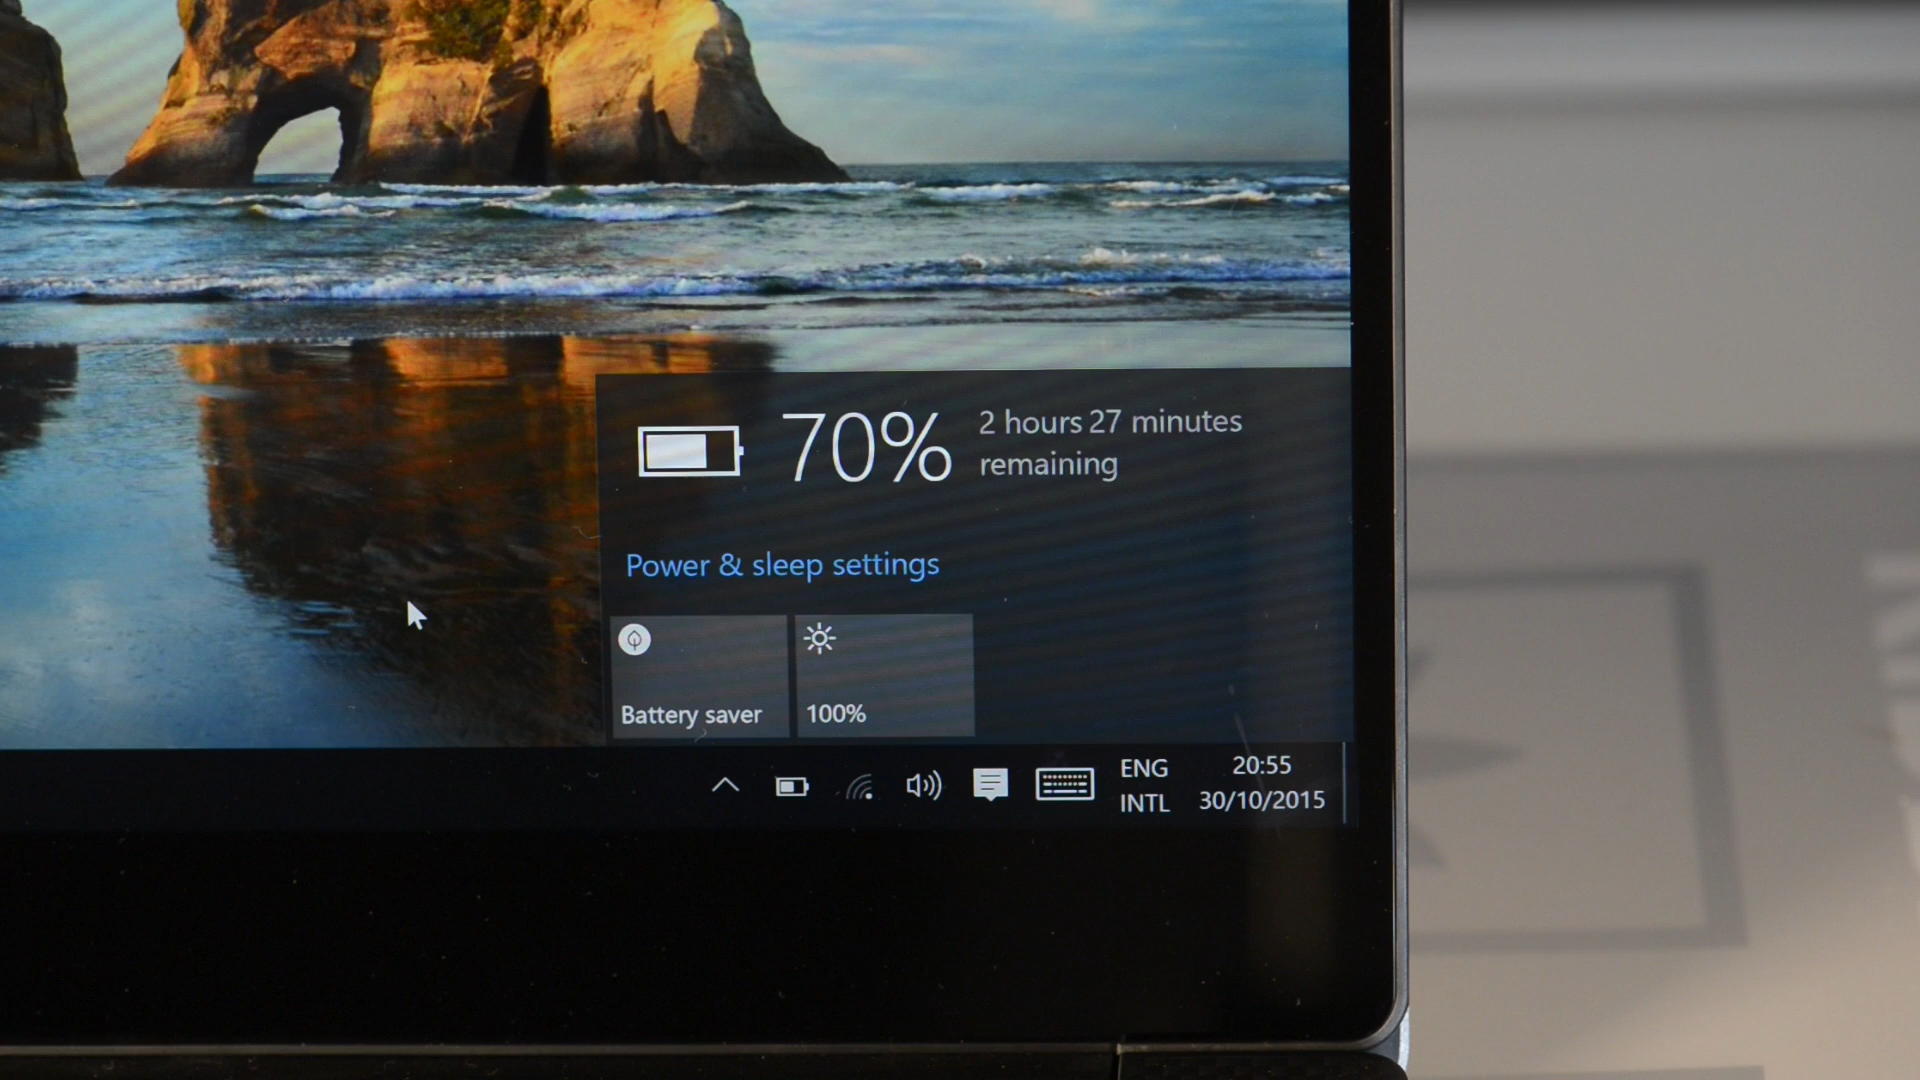 70%
2 hours 27 minutes
remaining
Power & sleep settings
Battery saver
100%
ENG
INTL
20:55
30/10/2015